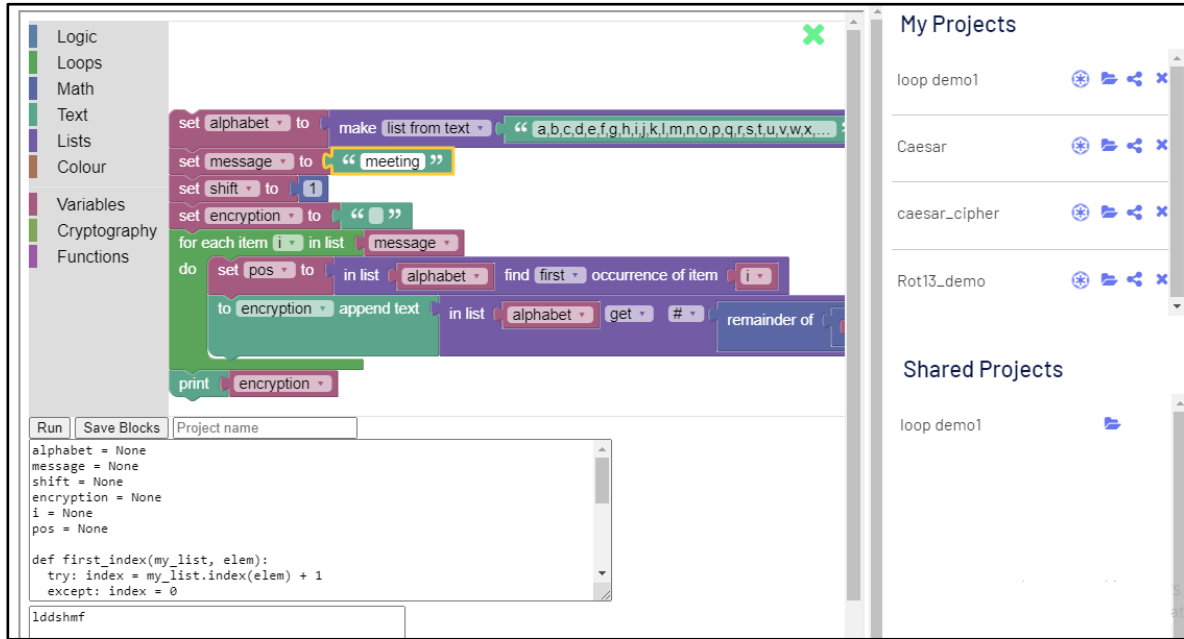 Logic
Loops
Math
Text
Lists
Colour
Variables
Cryptography
Functions
set alphabet to make list from text “ a,b,c,d,e,f,g,h,i,j,k,l,m,n,o,p,q,r,s,t,u,v,w,x,... ”
set message to “ meeting ”
set shift to 1
set encryption to “ ”
for each item i in list message
do set pos to in list alphabet find first occurrence of item i
to encryption append text in list alphabet get # remainder of
print encryption
Run Save Blocks Project name
alphabet = None
message = None
shift = None
encryption = None
i = None
pos = None
def first_index(my_list, elem):
try: index = my_list.index(elem) + 1
except: index = 0
lddshmf
My Projects
loop demo1
Caesar
caesar_cipher
Rot13_demo
Shared Projects
loop demo1